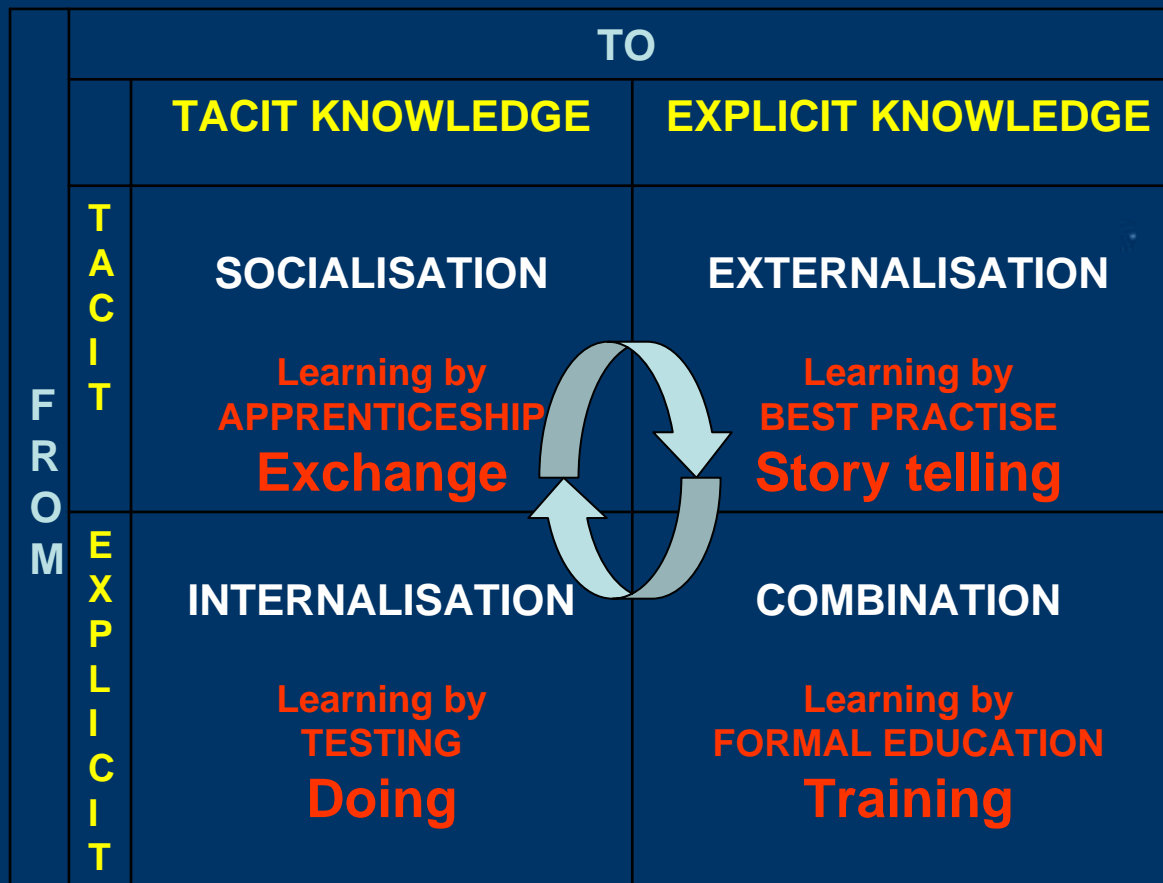 TO
TACIT KNOWLEDGE
EXPLICIT KNOWLEDGE
FROM
TACIT
SOCIALISATION
Learning by
APPRENTICESHIP
Exchange
EXTERNALISATION
Learning by
BEST PRACTISE
Story telling
EXPLICIT
INTERNALISATION
Learning by
TESTING
Doing
COMBINATION
Learning by
FORMAL EDUCATION
Training